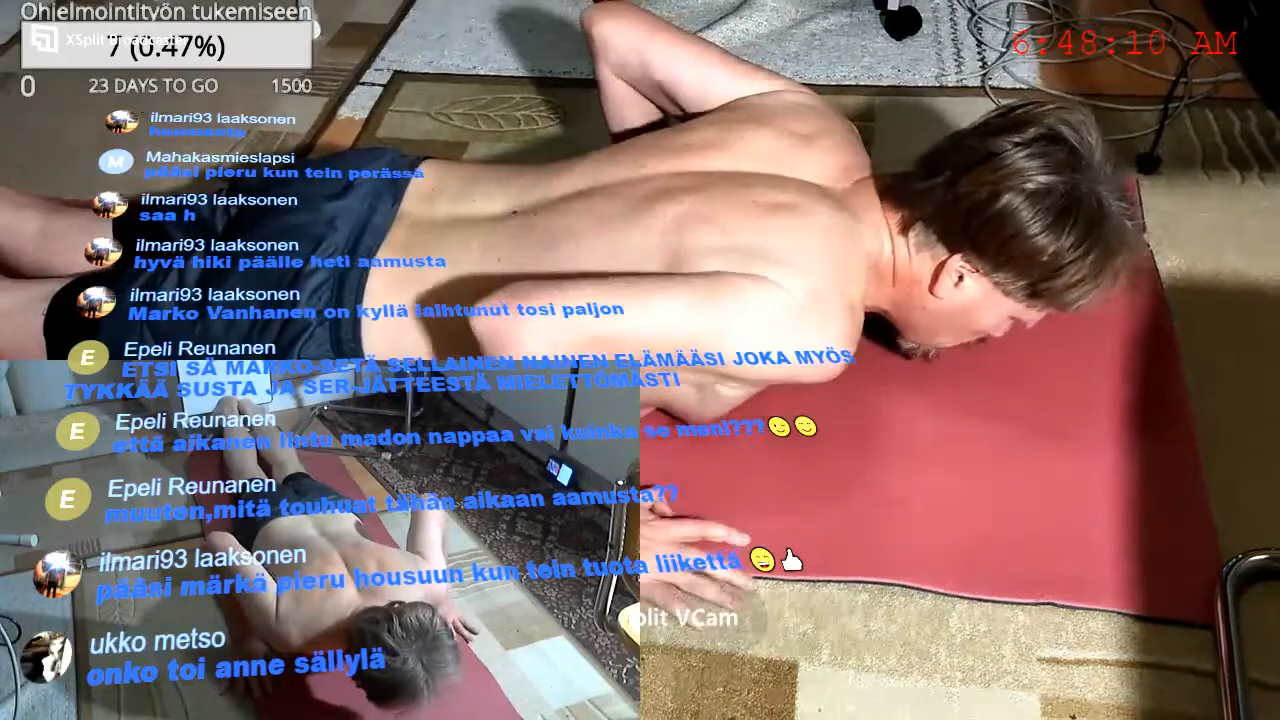 Ohjelmointityön tukemiseen
XSplit Broadcaster
7 (0.47%)
6:48:10 AM
0 23 DAYS TO GO 1500
ilmari93 laaksonen
Mahakasmieslapsi
pääsi pieru kun tein perässä
ilmari93 laaksonen
saa h
ilmari93 laaksonen
hyvä hiki päälle heti aamusta
ilmari93 laaksonen
Marko Vanhanen on kyllä laihtunut tosi paljon
Epeli Reunanen
ETSI SÄ MARKO-SETÄ SELLAINEN NAINEN ELÄMÄÄSI JOKA MYÖS
TYKKÄÄ SUSTA JA SER-JÄTTEESTÄ MIELETTÖMÄSTI
Epeli Reunanen
että aikanen lintu madon nappaa vai kuinka se meni???😉😊
Epeli Reunanen
muuten,mitä touhuat tähän aikaan aamusta??
ilmari93 laaksonen
pääsi märkä pieru housuun kun tein tuota liikettä 😄👍
plit VCam
ukko metso
onko toi anne sällylä